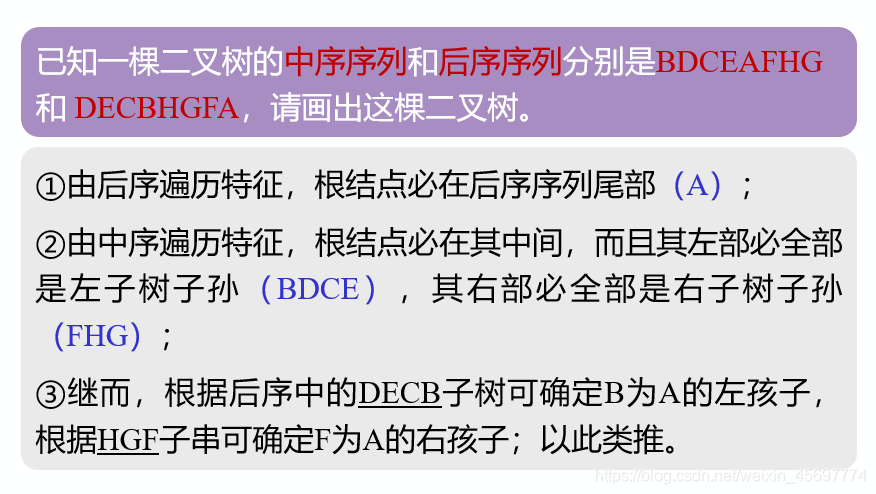 已知一棵二叉树的中序序列和后序序列分别是BDCEAFHG
和 DECBHGFA，请画出这棵二叉树。
①由后序遍历特征，根结点必在后序序列尾部（A）；
②由中序遍历特征，根结点必在其中间，而且其左部必全部
是左子树子孙（BDCE），其右部必全部是右子树子孙
（FHG）；
③继而，根据后序中的DECB子树可确定B为A的左孩子，
根据HGF子串可确定F为A的右孩子；以此类推。
https://blog.csdn.net/weixin_45697774